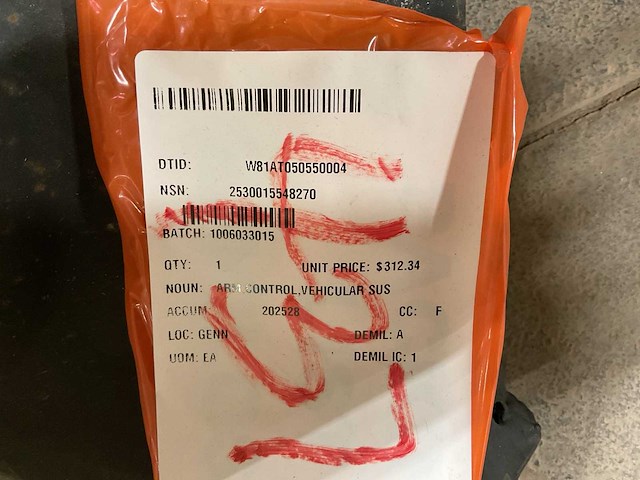 DTID: W81AT050550004
NSN: 2530015548270
BATCH: 1006033015
QTY: 1 UNIT PRICE: $312.34
NOUN: ARM CONTROL,VEHICULAR SUS
ACCUM 202528 CC: F
LOC: GENN DEMIL: A
UOM: EA DEMIL IC: 1